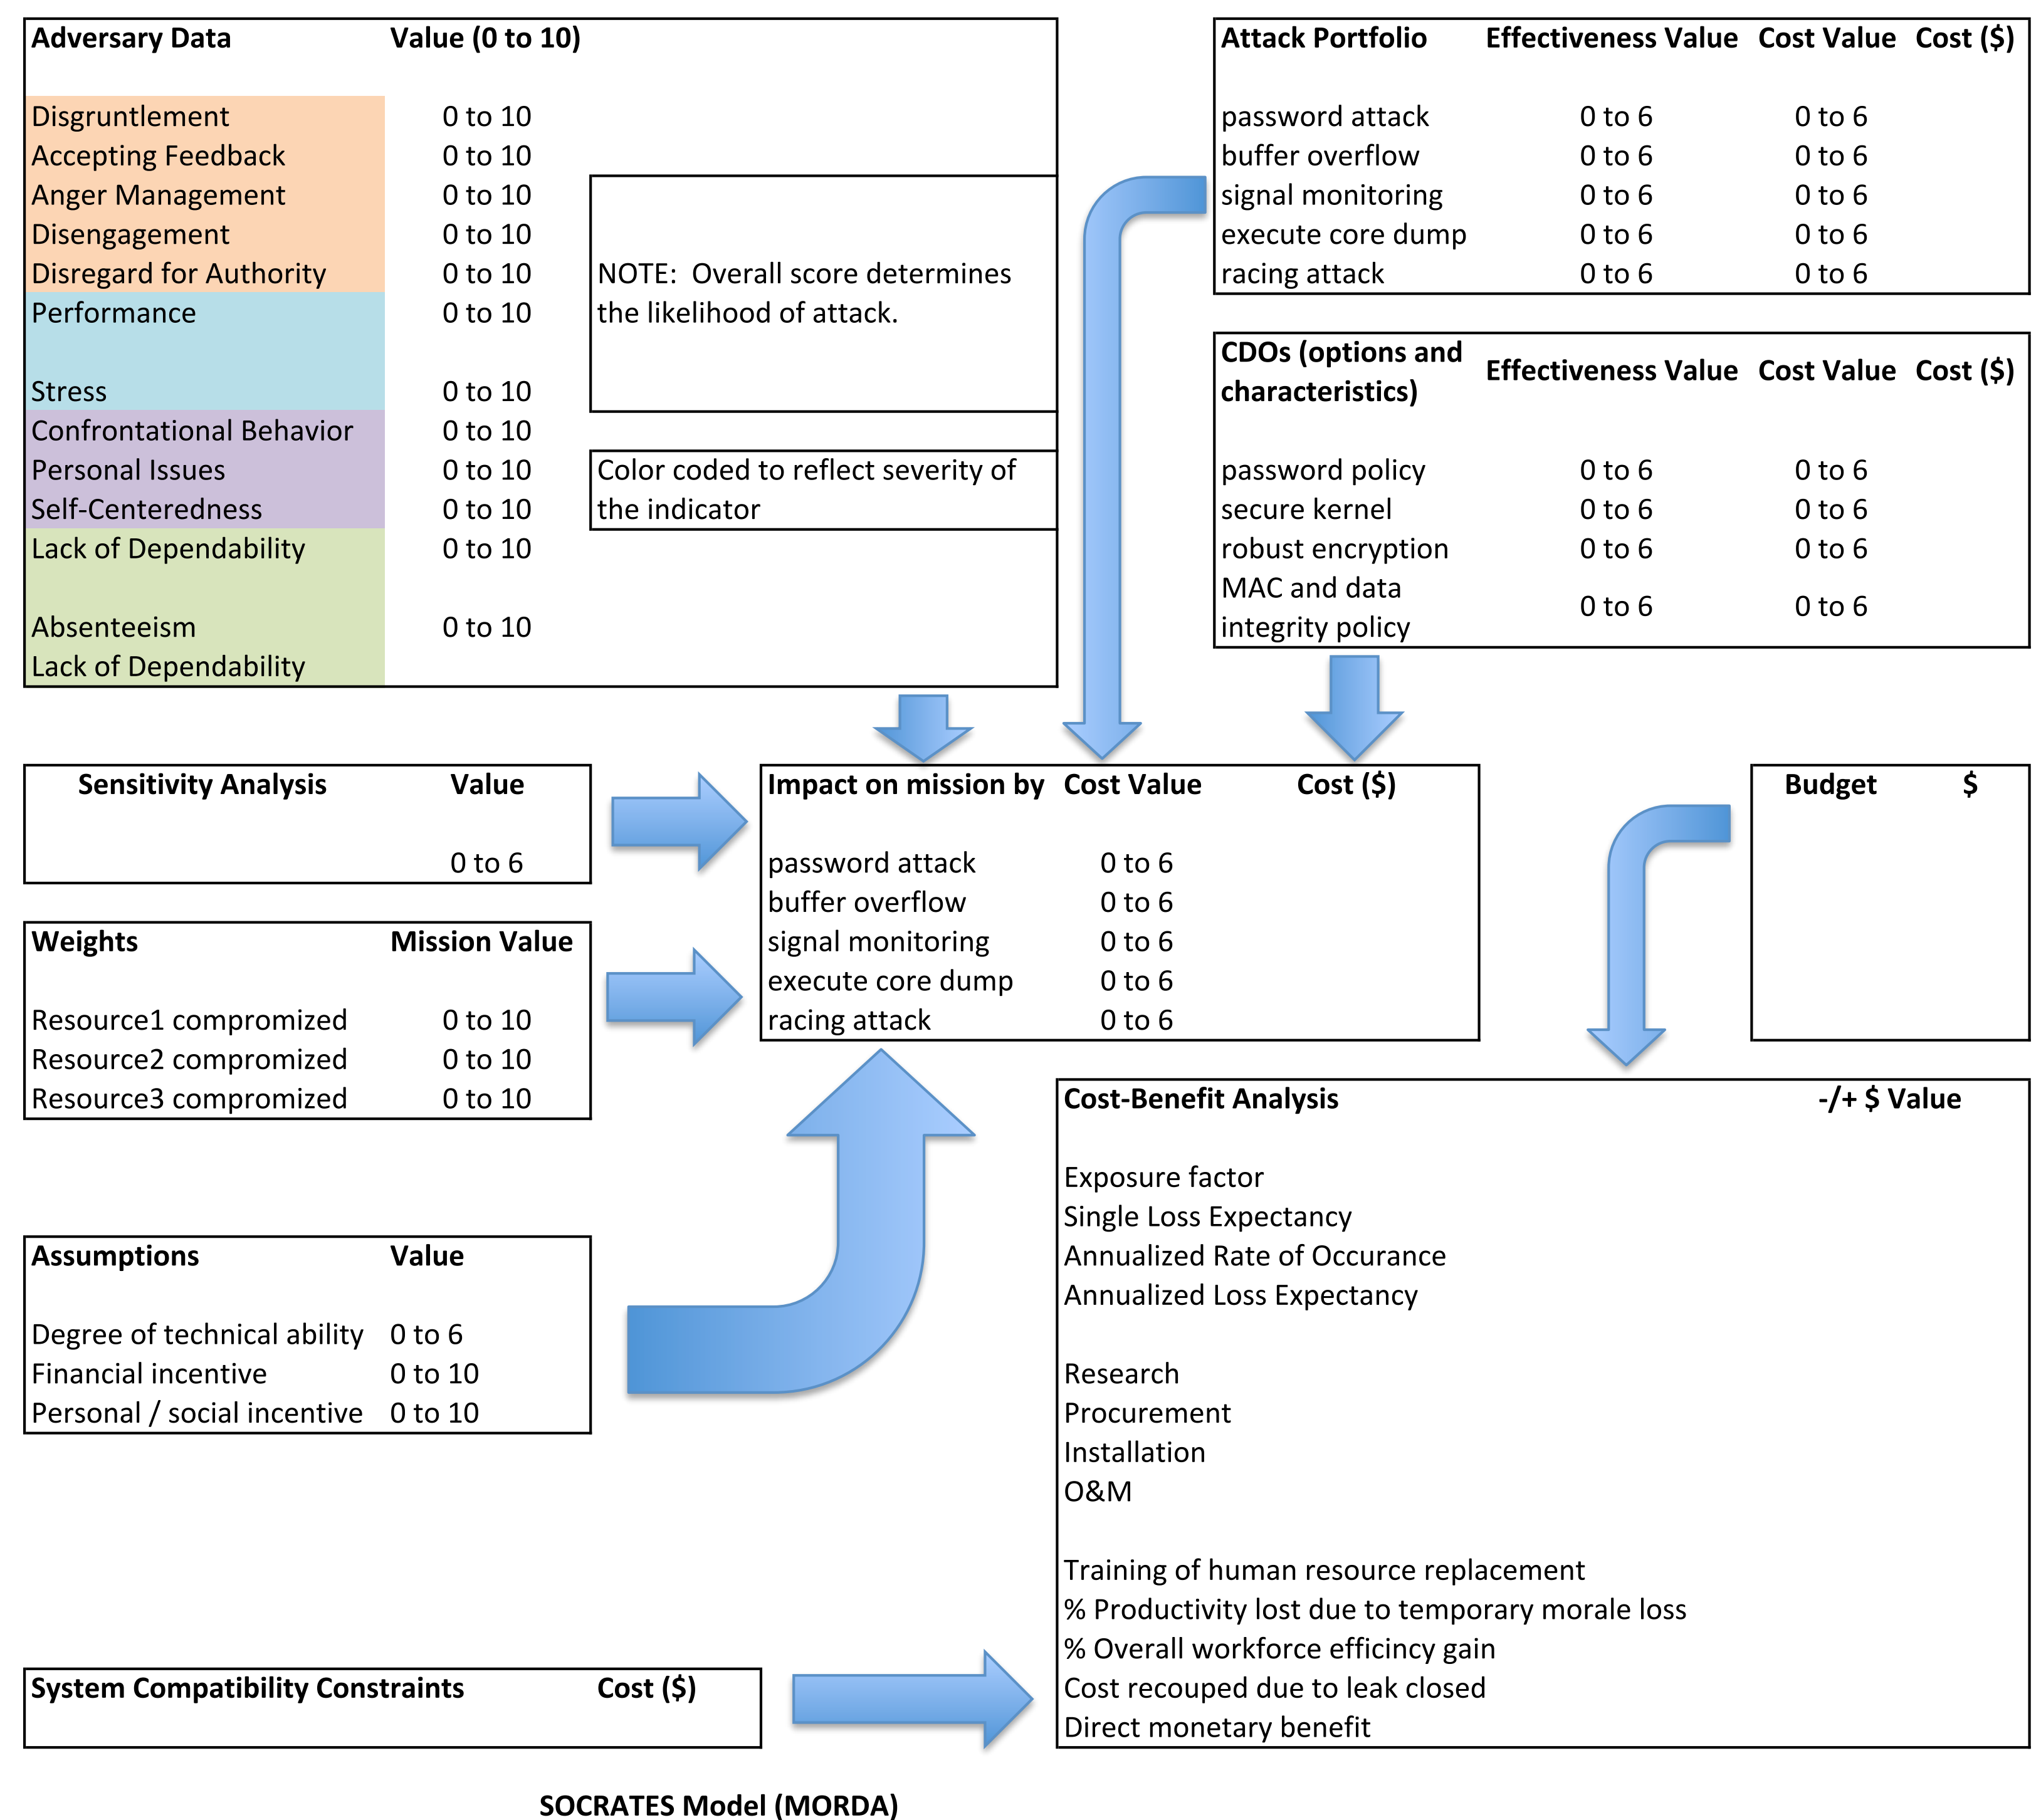 Adversary Data Value (0 to 10)
Disgruntlement 0 to 10
Accepting Feedback 0 to 10
Anger Management 0 to 10
Disengagement 0 to 10
Disregard for Authority 0 to 10
Performance 0 to 10
Stress 0 to 10
Confrontational Behavior 0 to 10
Personal Issues 0 to 10
Self-Centeredness 0 to 10
Lack of Dependability 0 to 10
Absenteeism 0 to 10
Lack of Dependability
NOTE: Overall score determines
the likelihood of attack.
Color coded to reflect severity of
the indicator
Attack Portfolio Effectiveness Value Cost Value Cost ($)
password attack 0 to 6 0 to 6
buffer overflow 0 to 6 0 to 6
signal monitoring 0 to 6 0 to 6
execute core dump 0 to 6 0 to 6
racing attack 0 to 6 0 to 6
CDOs (options and
characteristics) Effectiveness Value Cost Value Cost ($)
password policy 0 to 6 0 to 6
secure kernel 0 to 6 0 to 6
robust encryption 0 to 6 0 to 6
MAC and data
integrity policy 0 to 6 0 to 6
Sensitivity Analysis Value
0 to 6
Weights Mission Value
Resource1 compromized 0 to 10
Resource2 compromized 0 to 10
Resource3 compromized 0 to 10
Impact on mission by Cost Value Cost ($)
password attack 0 to 6
buffer overflow 0 to 6
signal monitoring 0 to 6
execute core dump 0 to 6
racing attack 0 to 6
Budget $
Assumptions Value
Degree of technical ability 0 to 6
Financial incentive 0 to 10
Personal / social incentive 0 to 10
Cost-Benefit Analysis -/+ $ Value
Exposure factor
Single Loss Expectancy
Annualized Rate of Occurance
Annualized Loss Expectancy
Research
Procurement
Installation
O&M
Training of human resource replacement
% Productivity lost due to temporary morale loss
% Overall workforce efficincy gain
Cost recouped due to leak closed
Direct monetary benefit
System Compatibility Constraints Cost ($)
SOCRATES Model (MORDA)